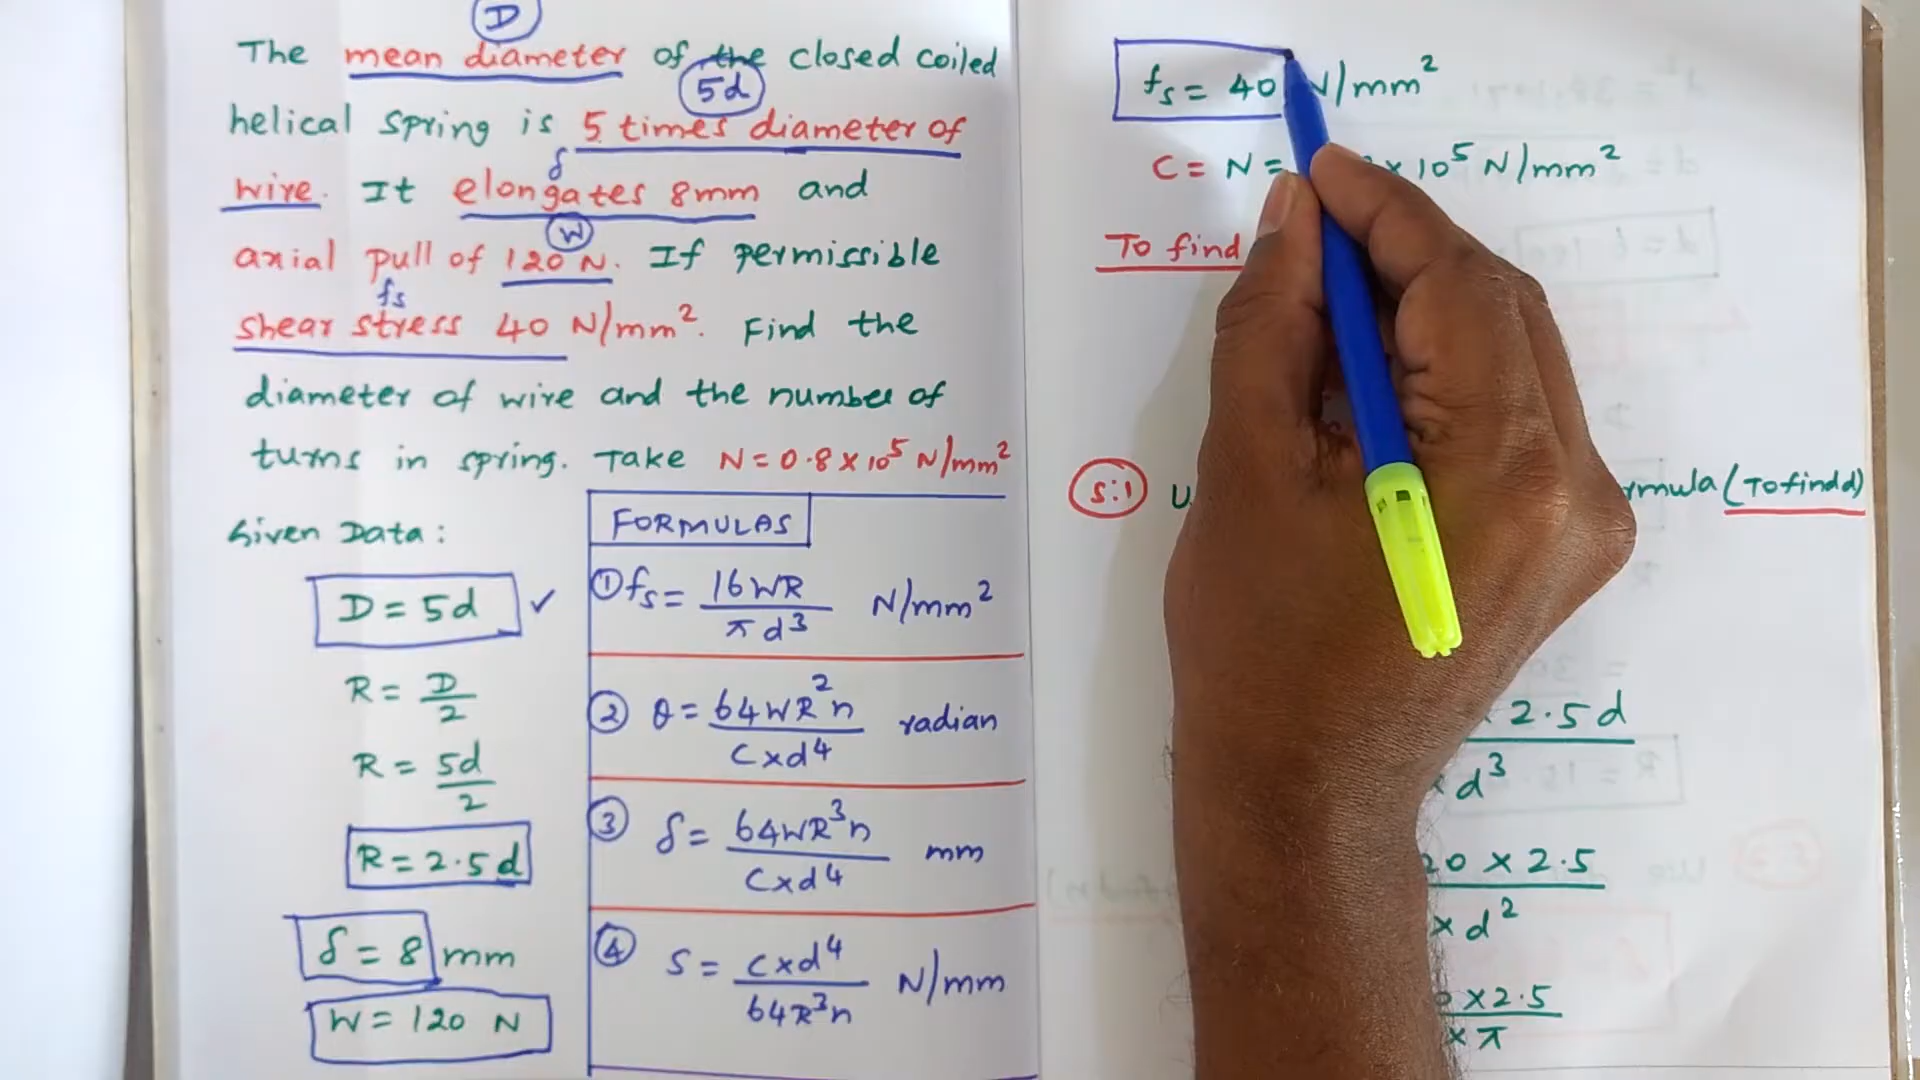 D
The mean diameter of the closed coiled
5d
helical spring is 5 times diameter of
δ
wire. It elongates 8mm and
W
axial pull of 120 N. If permissible
fs
shear stress 40 N/mm². Find the
diameter of wire and the number of
turns in spring. Take N = 0.8 × 10⁵ N/mm²
Given Data:
D = 5d ✓
R = D/2
R = 5d/2
R = 2.5d
δ = 8 mm
W = 120 N
FORMULAS
① fs = 16WR/πd³ N/mm²
② θ = 64WR²n/C×d⁴ radian
③ δ = 64WR³n/C×d⁴ mm
④ S = C×d⁴/64R³n N/mm
fs = 40 N/mm²
C = N = × 10⁵ N/mm²
To find
S:1 (To find d)
2.5d
d³
× 2.5
× d²
× 2.5
× π